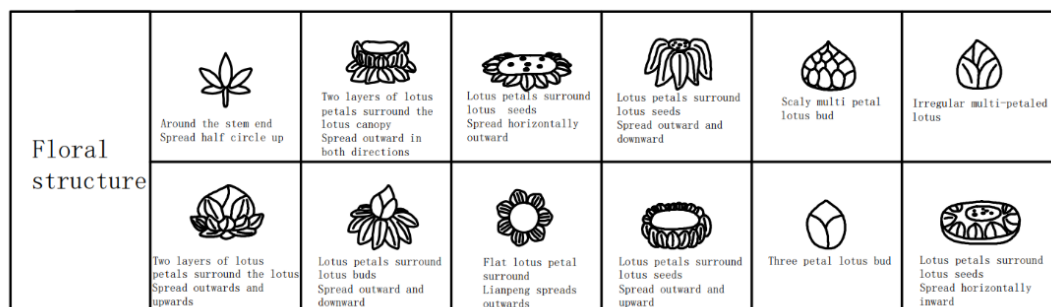 Floral
structure
Around the stem end
Spread half circle up
Two layers of lotus
petals surround the
lotus canopy
Spread outward in
both directions
Lotus petals surround
lotus seeds
Spread horizontally
outward
Lotus petals surround
lotus seeds
Spread outward and
downward
Scaly multi petal
lotus bud
Irregular multi-petaled
lotus
Two layers of lotus
petals surround the lotus
Spread outwards and
upwards
Lotus petals surround
lotus buds
Spread outward and
downward
Flat lotus petal
surround
Lianpeng spreads
outwards
Lotus petals surround
lotus seeds
Spread outward and
upward
Three petal lotus bud
Lotus petals surround
lotus seeds
Spread horizontally
inward